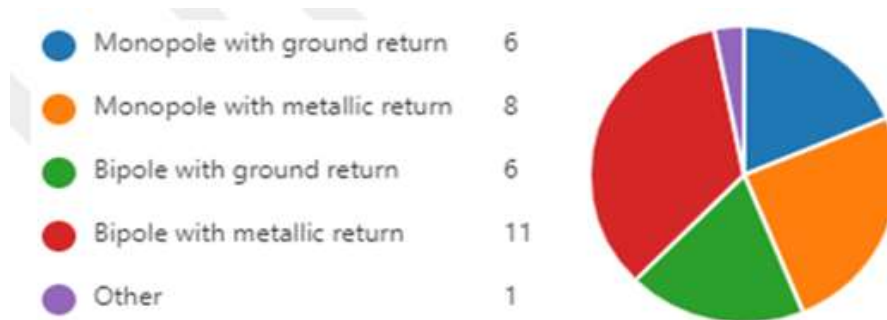 Monopole with ground return 6
Monopole with metallic return 8
Bipole with ground return 6
Bipole with metallic return 11
Other 1